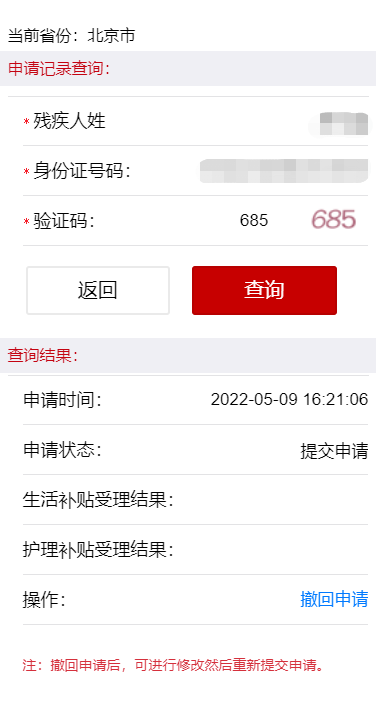 当前省份：北京市
申请记录查询：
* 残疾人姓
* 身份证号码：
* 验证码： 685 685
返回 查询
查询结果：
申请时间： 2022-05-09 16:21:06
申请状态： 提交申请
生活补贴受理结果：
护理补贴受理结果：
操作： 撤回申请
注：撤回申请后，可进行修改然后重新提交申请。